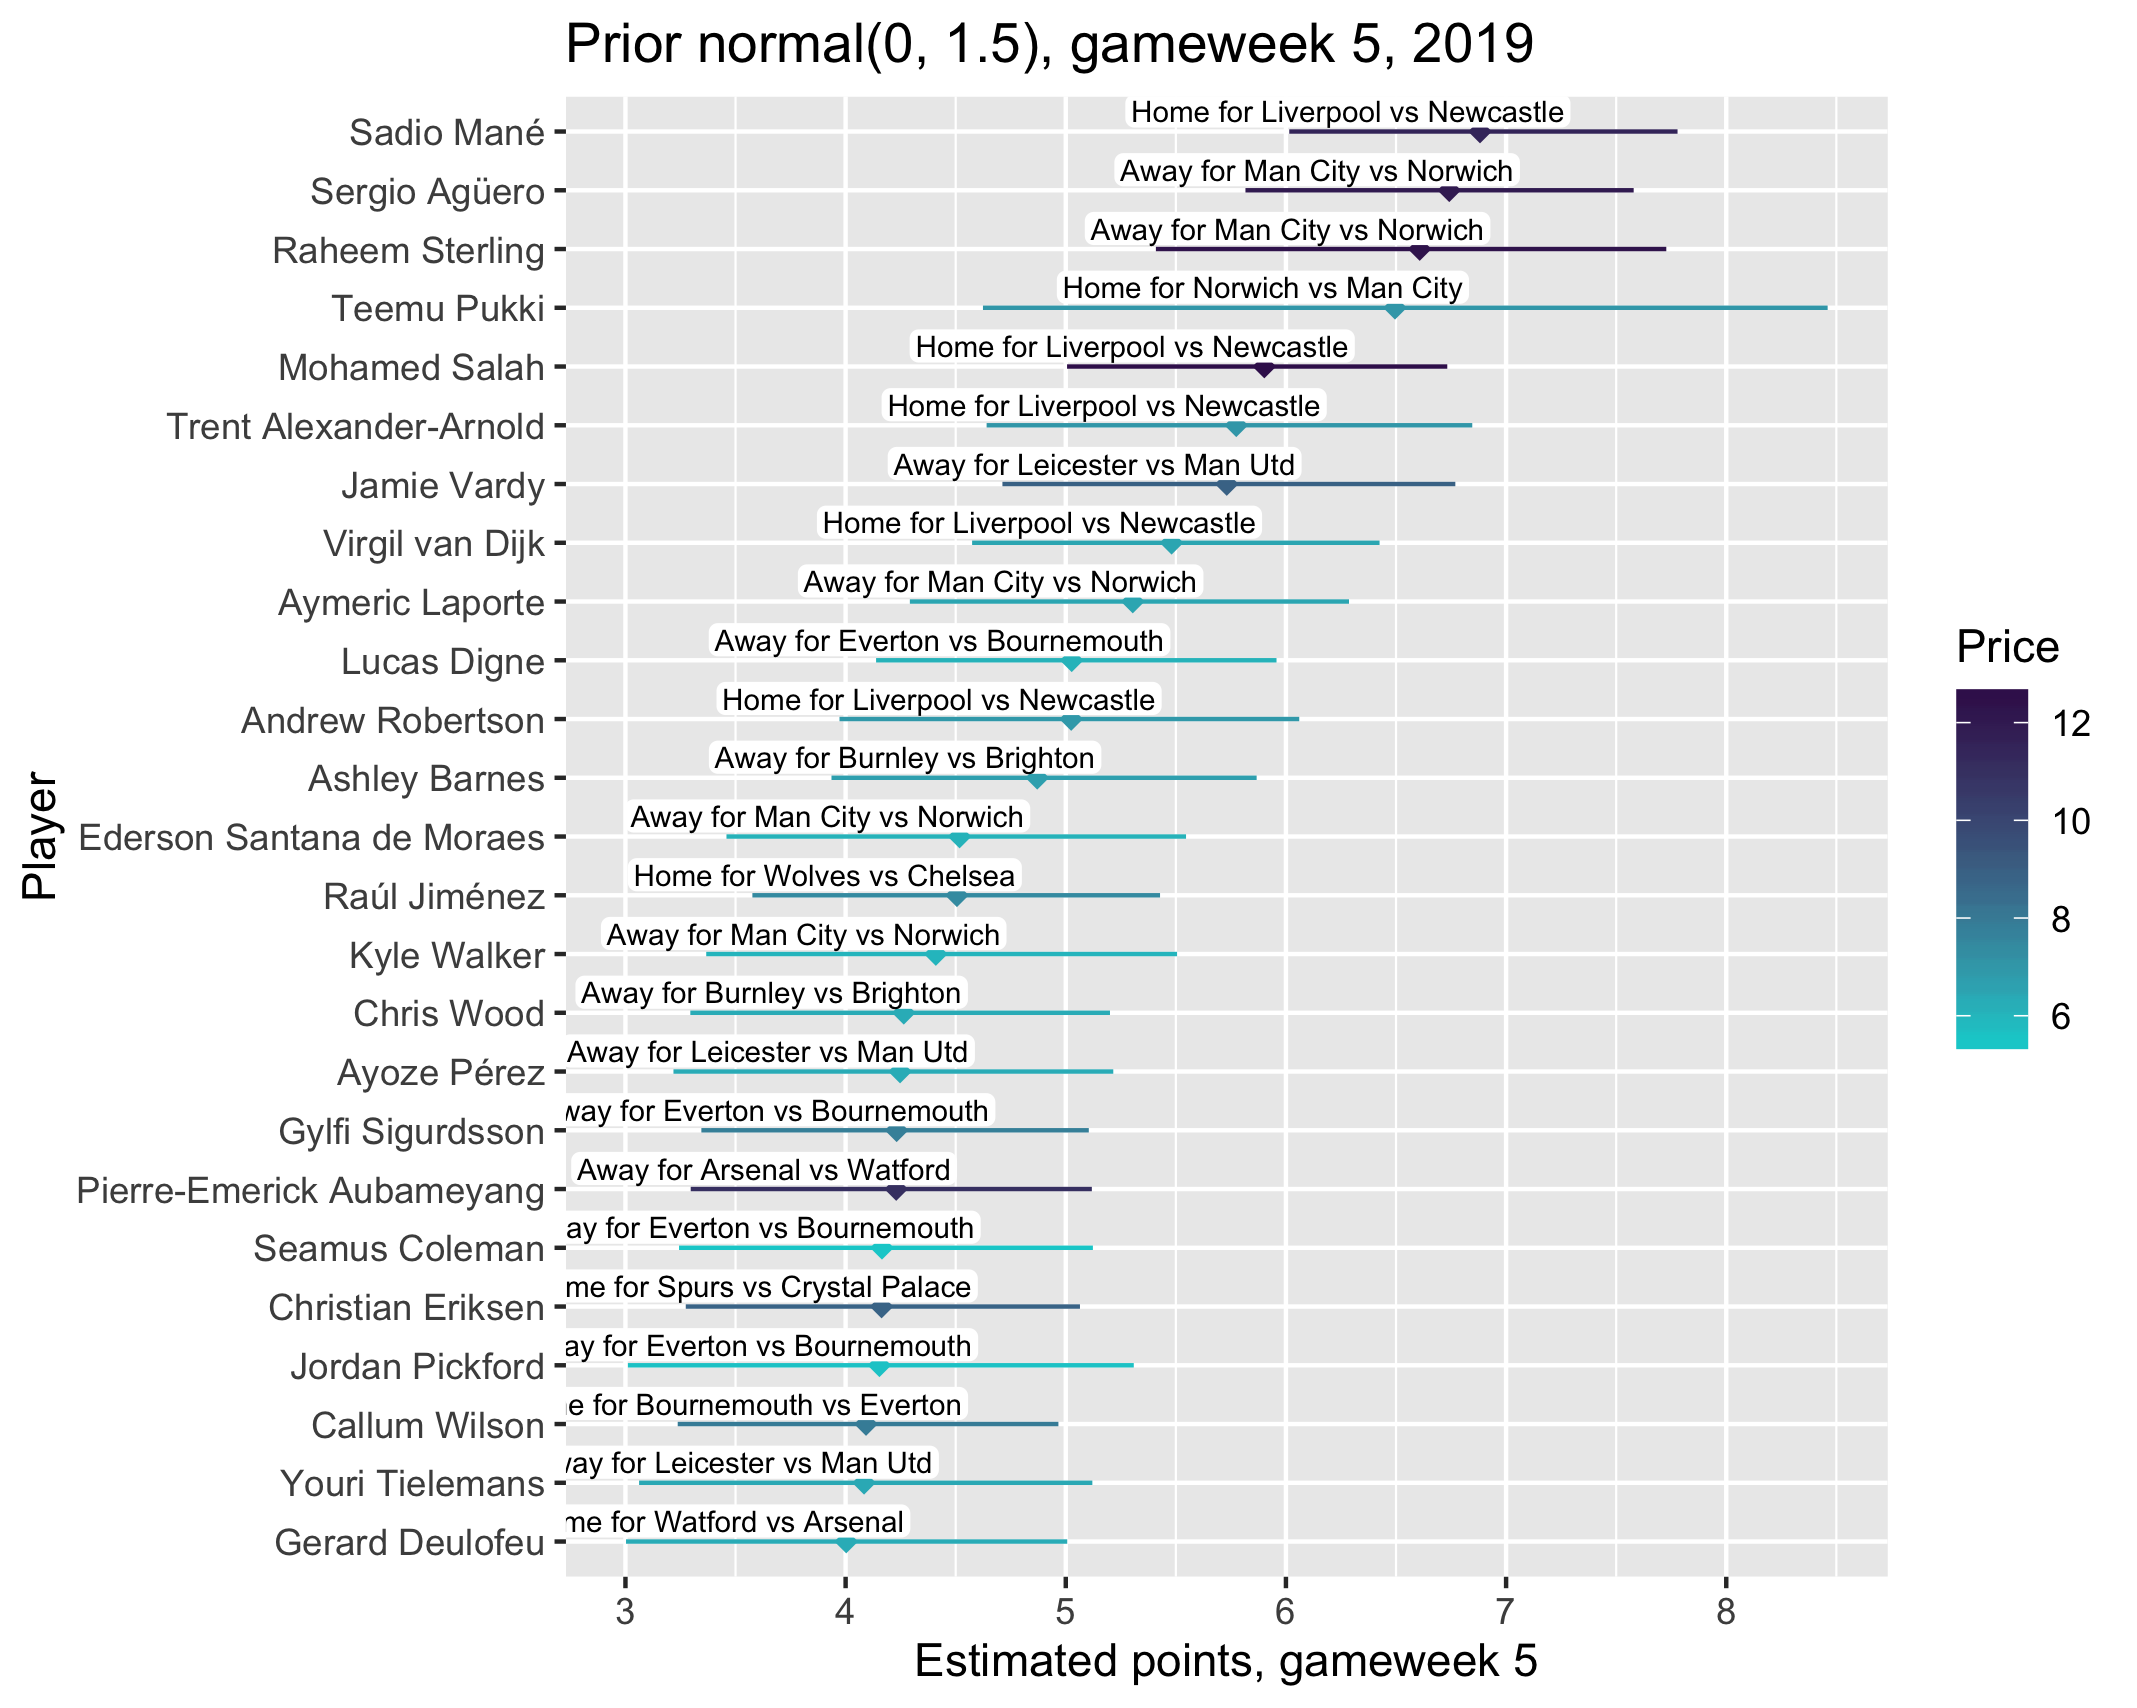 Prior normal(0, 1.5), gameweek 5, 2019
Player
Sadio Mané
Home for Liverpool vs Newcastle
Sergio Agüero
Away for Man City vs Norwich
Raheem Sterling
Away for Man City vs Norwich
Teemu Pukki
Home for Norwich vs Man City
Mohamed Salah
Home for Liverpool vs Newcastle
Trent Alexander-Arnold
Home for Liverpool vs Newcastle
Jamie Vardy
Away for Leicester vs Man Utd
Virgil van Dijk
Home for Liverpool vs Newcastle
Aymeric Laporte
Away for Man City vs Norwich
Lucas Digne
Away for Everton vs Bournemouth
Andrew Robertson
Home for Liverpool vs Newcastle
Ashley Barnes
Away for Burnley vs Brighton
Ederson Santana de Moraes
Away for Man City vs Norwich
Raúl Jiménez
Home for Wolves vs Chelsea
Kyle Walker
Away for Man City vs Norwich
Chris Wood
Away for Burnley vs Brighton
Ayoze Pérez
Away for Leicester vs Man Utd
Gylfi Sigurdsson
way for Everton vs Bournemouth
Pierre-Emerick Aubameyang
Away for Arsenal vs Watford
Seamus Coleman
ay for Everton vs Bournemouth
Christian Eriksen
me for Spurs vs Crystal Palace
Jordan Pickford
ay for Everton vs Bournemouth
Callum Wilson
e for Bournemouth vs Everton
Youri Tielemans
way for Leicester vs Man Utd
Gerard Deulofeu
me for Watford vs Arsenal
3 4 5 6 7 8
Estimated points, gameweek 5
Price
12
10
8
6